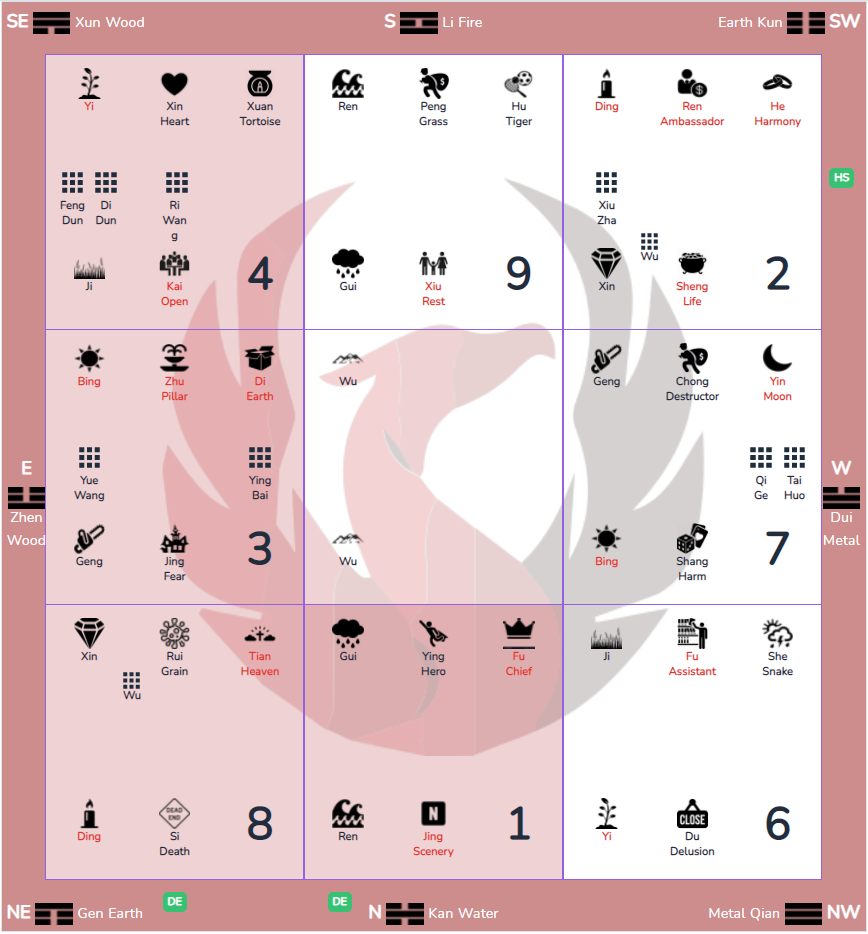 SE Xun Wood
S Li Fire
Earth Kun SW
Yi
Xin
Heart
A
Xuan
Tortoise
Feng
Dun
Di
Dun
Ri
Wan
g
Ji
Kai
Open
4
Ren
Peng
Grass
$
Hu
Tiger
Gui
Xiu
Rest
9
Ding
Ren
Ambassador
$
He
Harmony
Xiu
Zha
Wu
Xin
Sheng
Life
2
HS
E
Zhen
Wood
Bing
Zhu
Pillar
Di
Earth
Yue
Wang
Ying
Bai
Geng
Jing
Fear
3
Wu
Wu
Geng
Chong
Destructor
$
Yin
Moon
Qi
Ge
Tai
Huo
Bing
Shang
Harm
7
W
Dui
Metal
Xin
Rui
Grain
Tian
Heaven
Wu
Ding
DEAD
END
Si
Death
8
Gui
Ying
Hero
Fu
Chief
Ren
N
Jing
Scenery
1
Ji
Fu
Assistant
She
Snake
Yi
CLOSE
Du
Delusion
6
DE
DE
NE Gen Earth
N Kan Water
Metal Qian NW